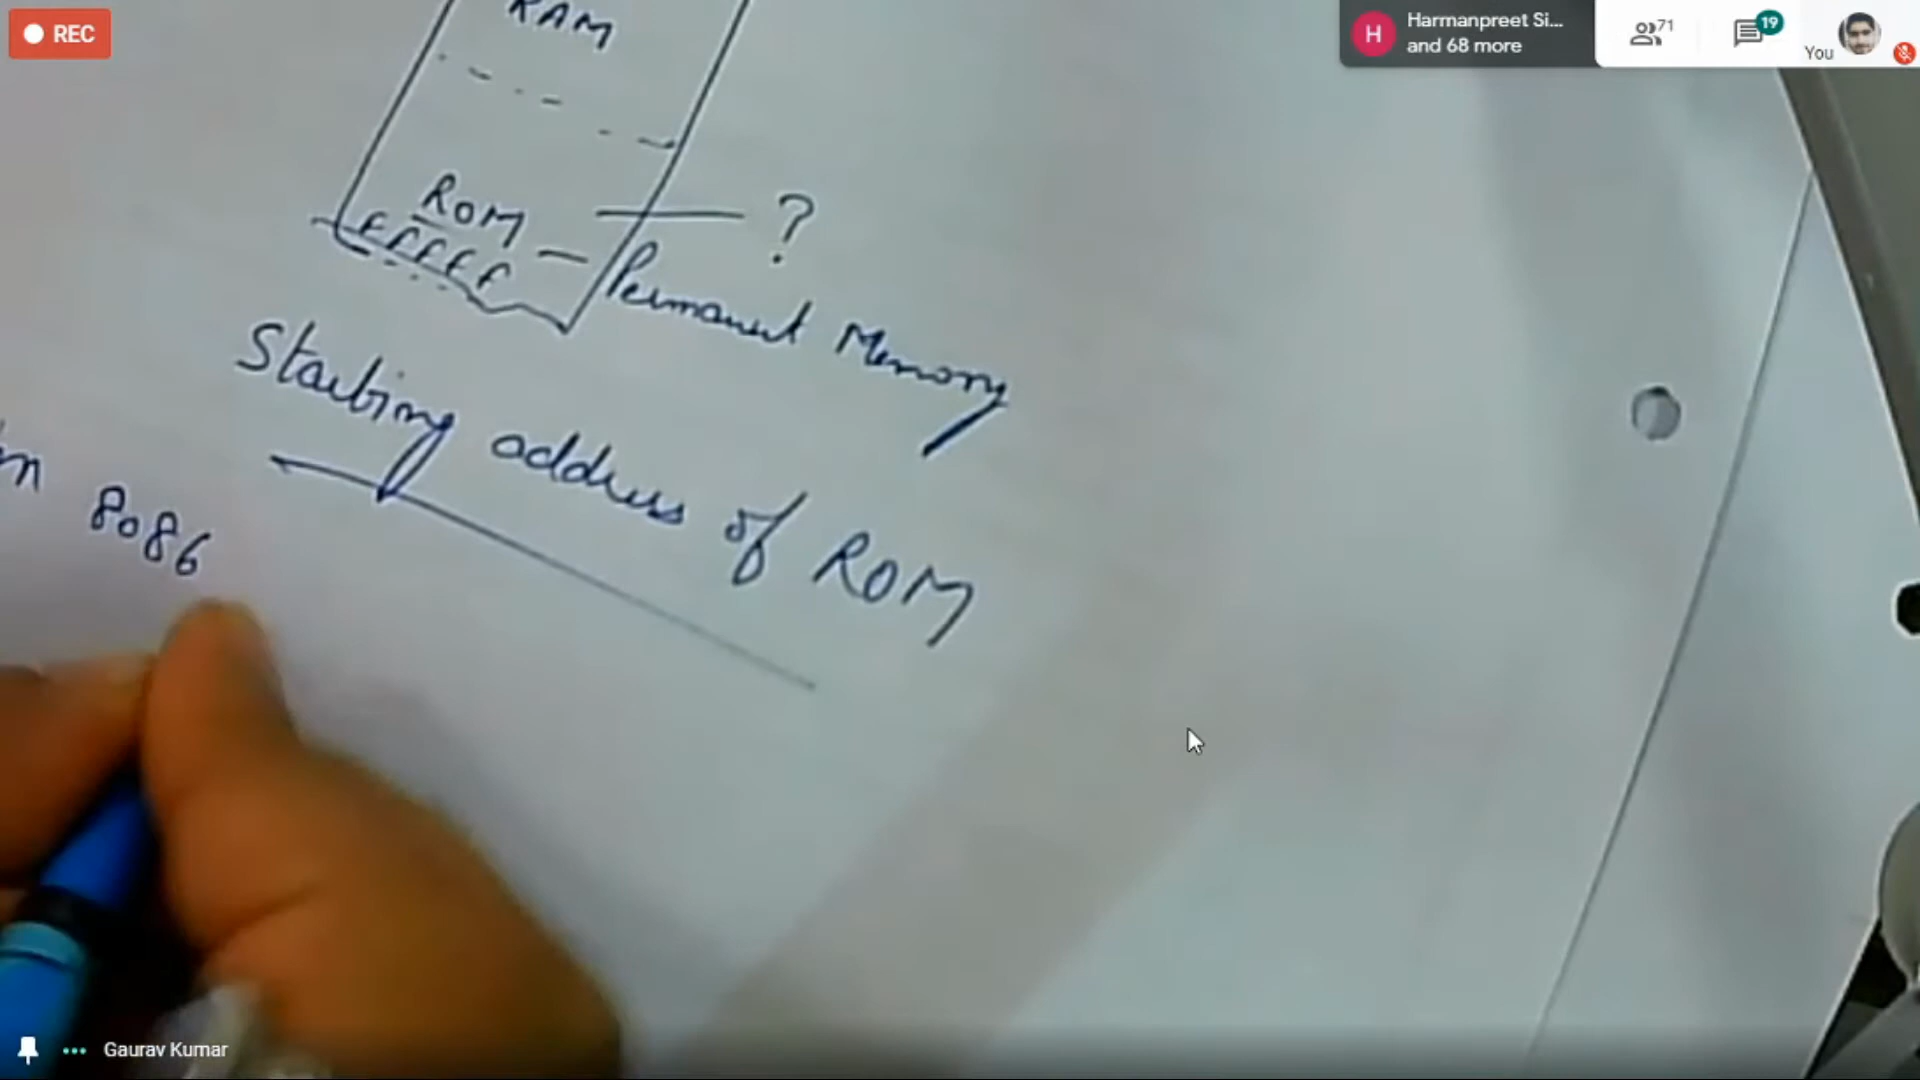 REC
Harmanpreet Si...
and 68 more
71
19
You
RAM
ROM
?
FFFFF
Permanent Memory
Starting address of ROM
8086
Gaurav Kumar